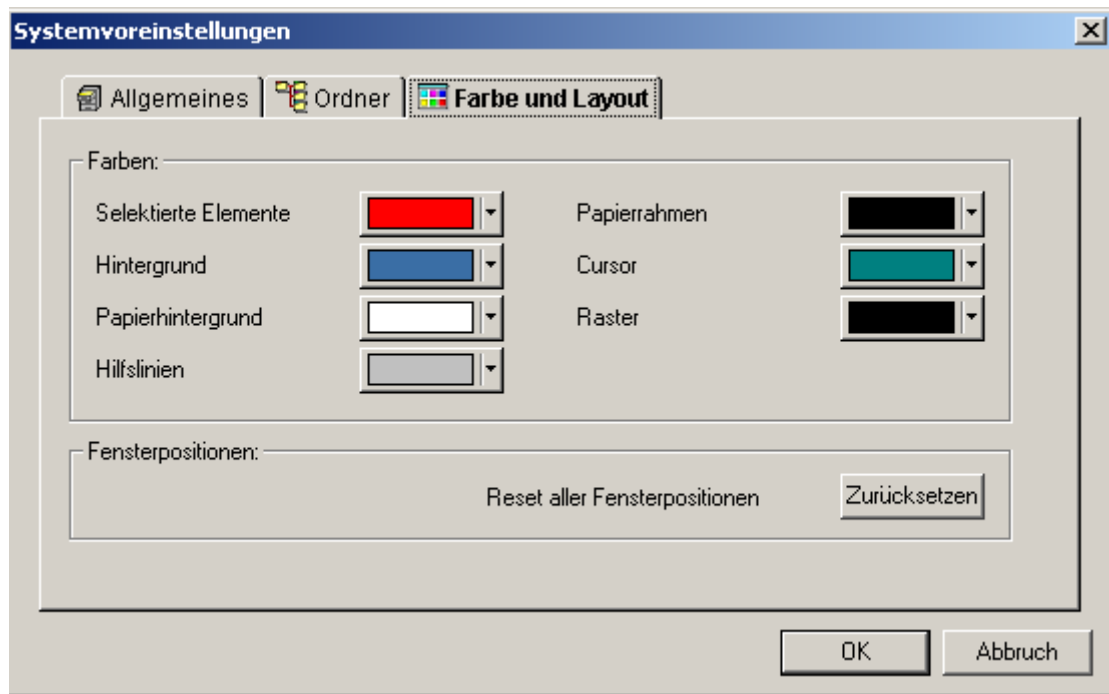 Systemvoreinstellungen
Allgemeines Ordner Farbe und Layout
Farben:
Selektierte Elemente Papierrahmen
Hintergrund Cursor
Papierhintergrund Raster
Hilfslinien
Fensterpositionen:
Reset aller Fensterpositionen Zurücksetzen
OK Abbruch